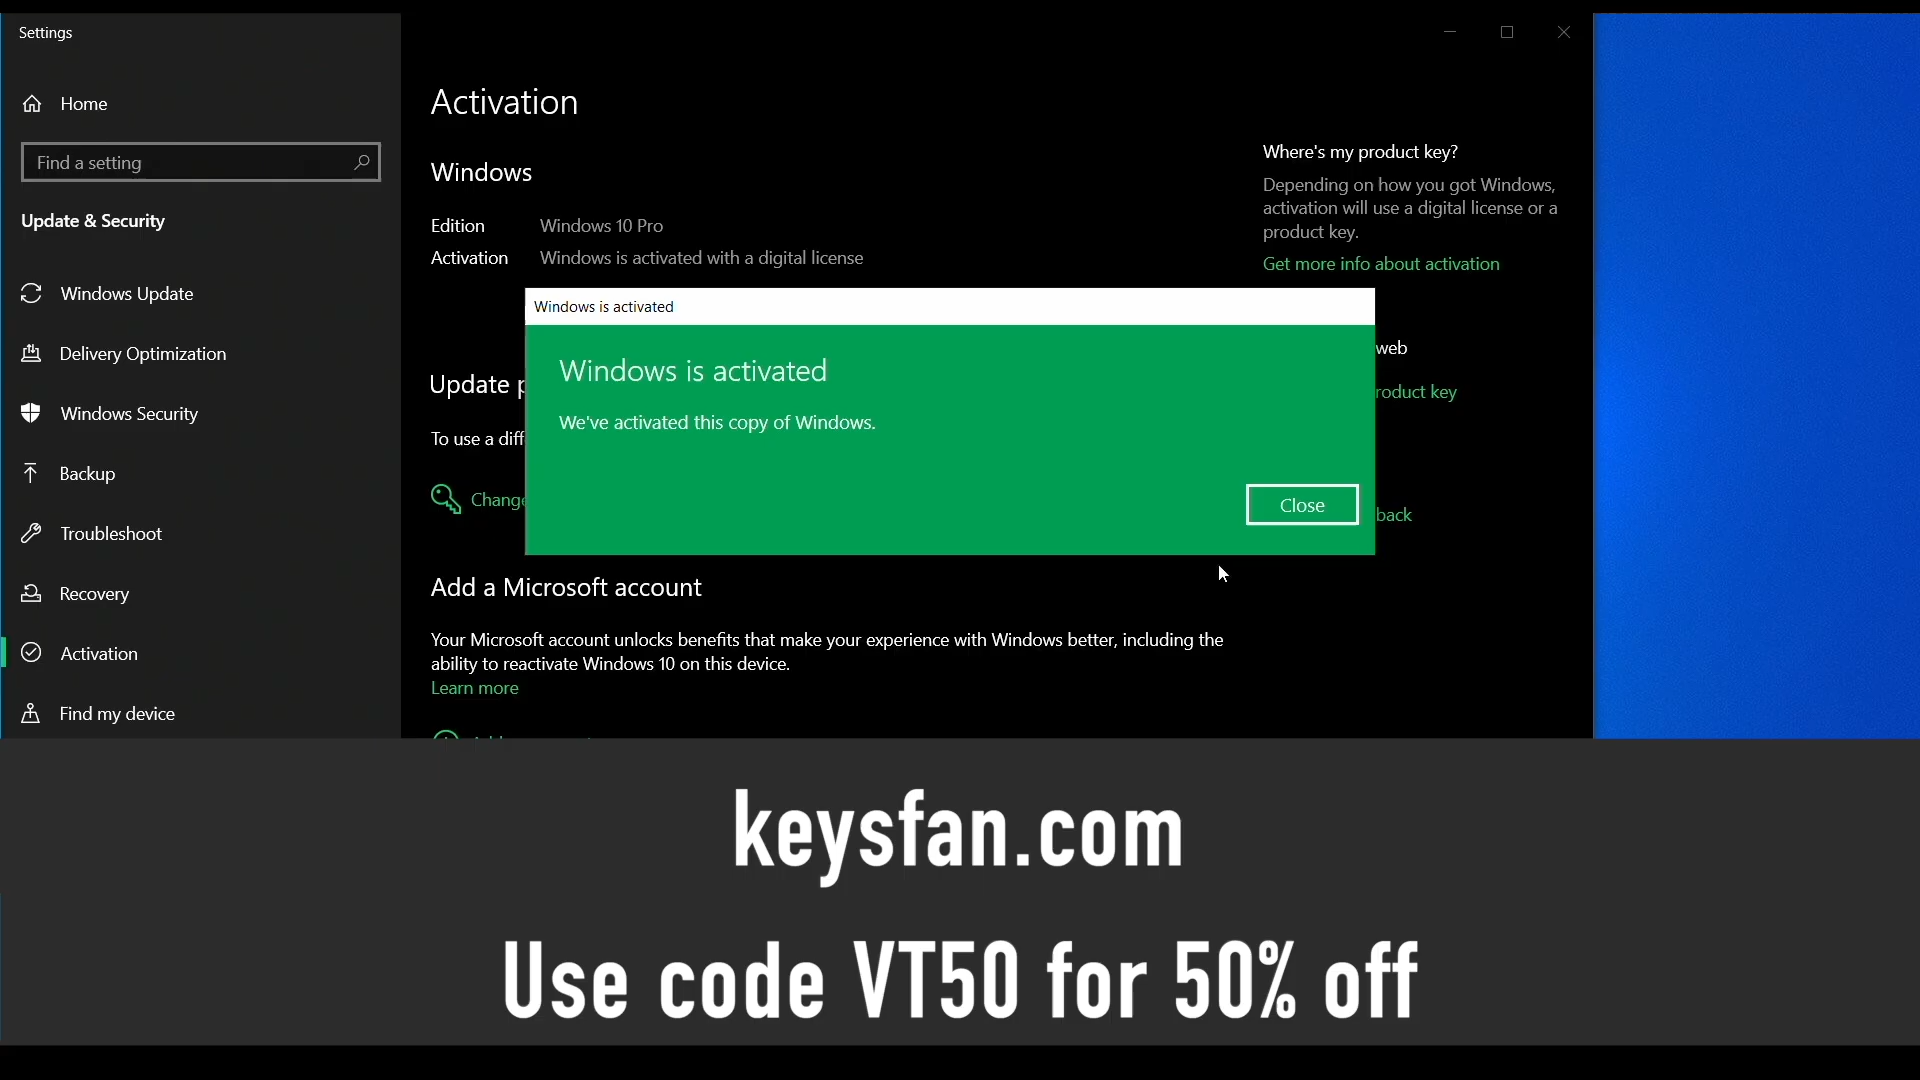 Settings
Home
Find a setting
Update & Security
Windows Update
Delivery Optimization
Windows Security
Backup
Troubleshoot
Recovery
Activation
Find my device
Activation
Windows
Edition Windows 10 Pro
Activation Windows is activated with a digital license
Update p
To use a diff
Change
Windows is activated
Windows is activated
We've activated this copy of Windows.
Close
Add a Microsoft account
Your Microsoft account unlocks benefits that make your experience with Windows better, including the
ability to reactivate Windows 10 on this device.
Learn more
Where's my product key?
Depending on how you got Windows,
activation will use a digital license or a
product key.
Get more info about activation
web
roduct key
back
keysfan.com
Use code VT50 for 50% off